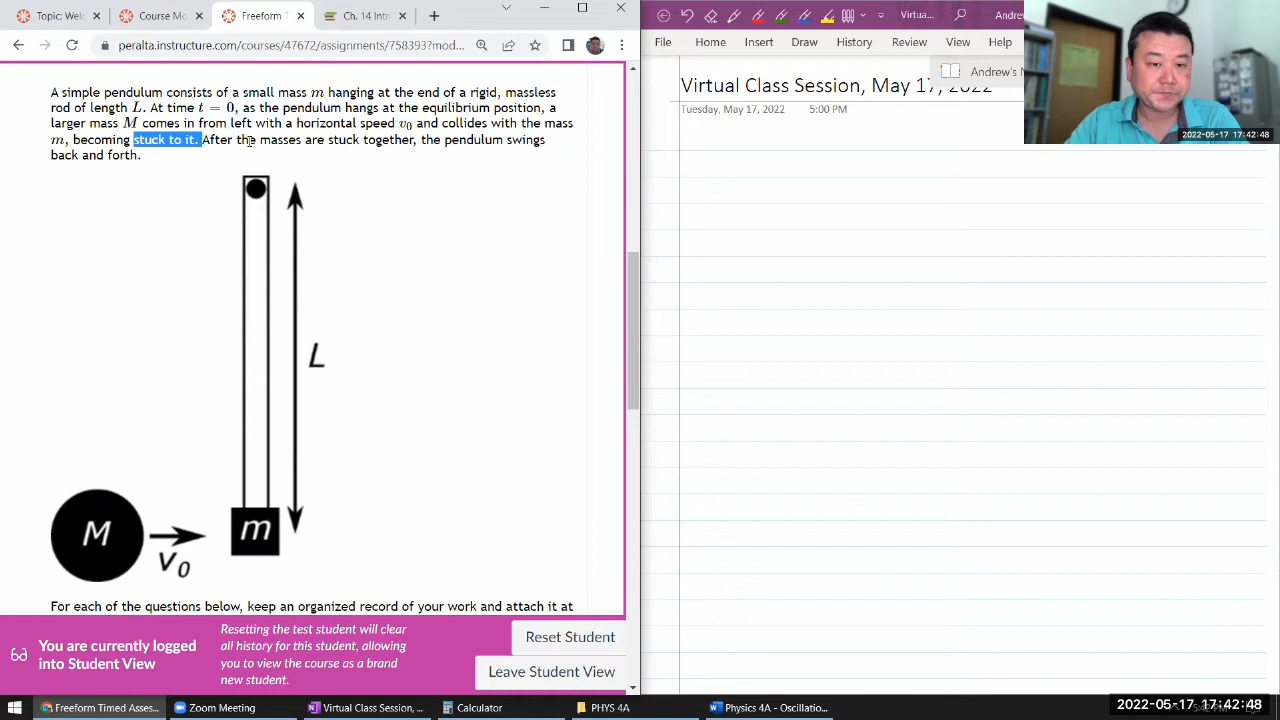 Topic Welc
Topic: Osci
Freeform T
Ch. 14 Intr
Virtua...
Andre
peralta.instructure.com/courses/47672/assignments/758393?mod...
File Home Insert Draw History Review View Help
Andrew's N
A simple pendulum consists of a small mass m hanging at the end of a rigid, massless
rod of length L. At time t = 0, as the pendulum hangs at the equilibrium position, a
larger mass M comes in from left with a horizontal speed v₀ and collides with the mass
m, becoming stuck to it. After the masses are stuck together, the pendulum swings
back and forth.
Virtual Class Session, May 17, 2022
Tuesday, May 17, 2022 5:00 PM
2022-05-17 17:42:48
L
M
v₀
m
For each of the questions below, keep an organized record of your work and attach it at
You are currently logged
into Student View
Resetting the test student will clear
all history for this student, allowing
you to view the course as a brand
new student.
Reset Student
Leave Student View
Freeform Timed Asses...
Zoom Meeting
Virtual Class Session, ...
Calculator
PHYS 4A
Physics 4A - Oscillatio...
2022-05-17 17:42:48